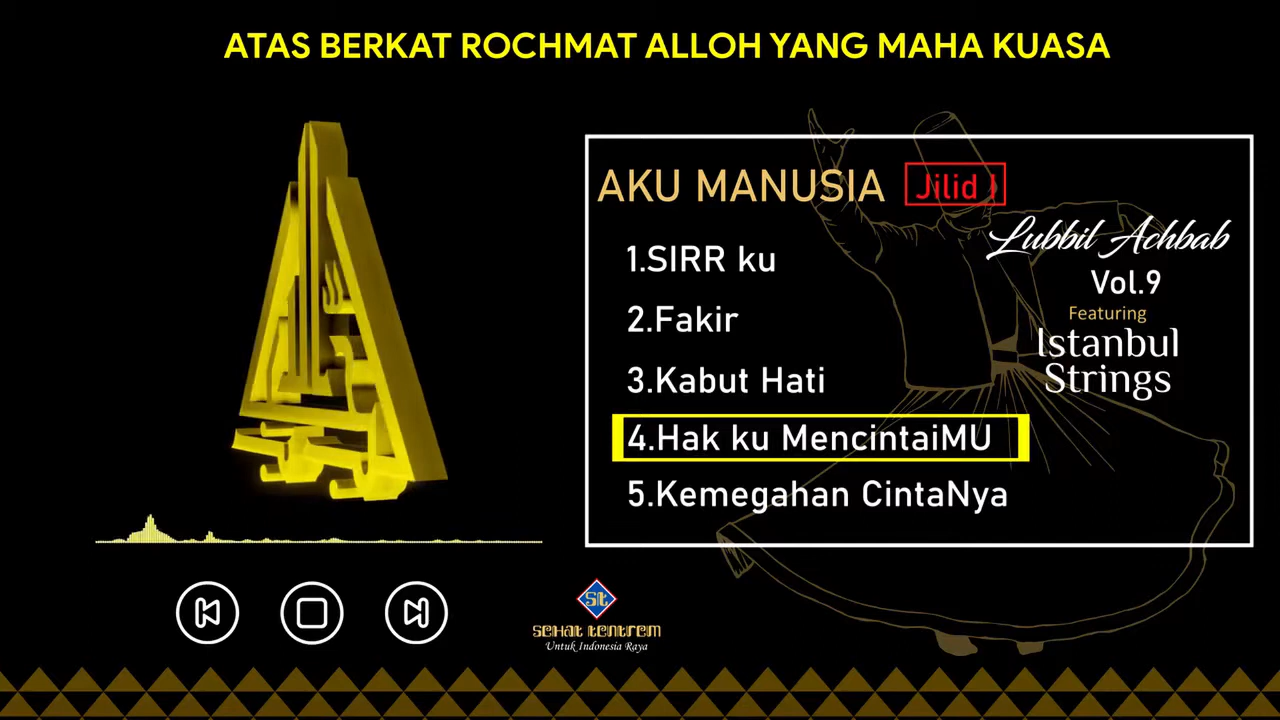 ATAS BERKAT ROCHMAT ALLOH YANG MAHA KUASA
AKU MANUSIA Jilid I
1.SIRR ku
2.Fakir
3.Kabut Hati
4.Hak ku MencintaiMU
5.Kemegahan CintaNya
Lubbil Achbab
Vol.9
Featuring
Istanbul
Strings
St
SEHAT TENTREM
Untuk Indonesia Raya